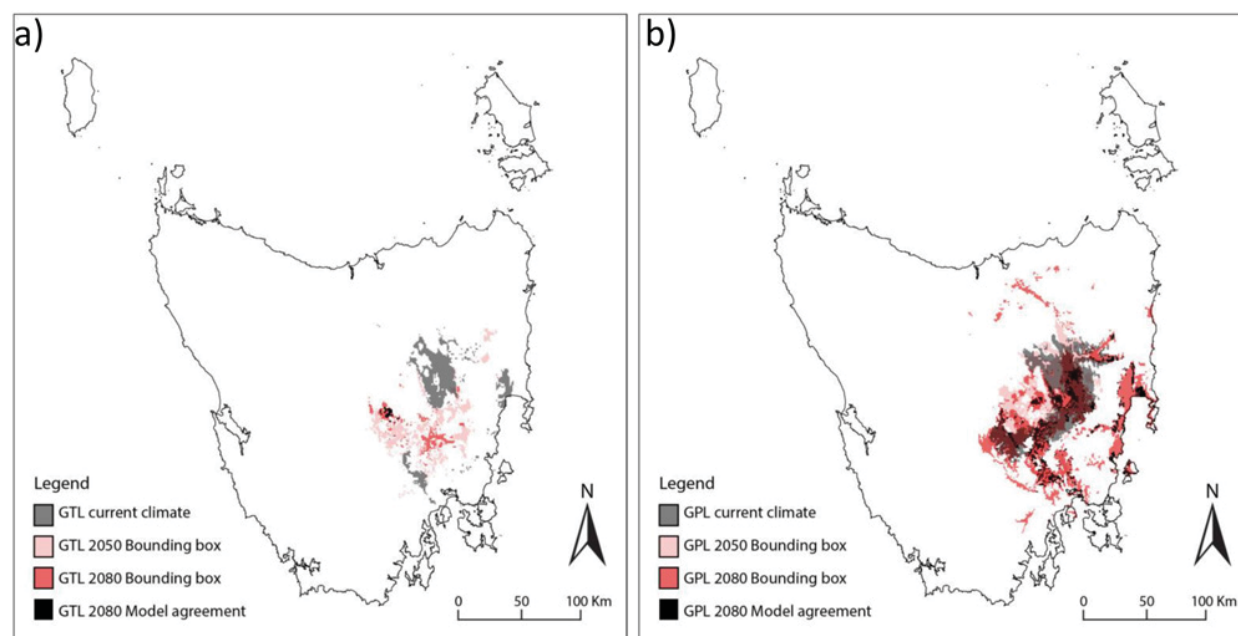 a)
Legend
GTL current climate
GTL 2050 Bounding box
GTL 2080 Bounding box
GTL 2080 Model agreement
N
0 50 100 Km
b)
Legend
GPL current climate
GPL 2050 Bounding box
GPL 2080 Bounding box
GPL 2080 Model agreement
N
0 50 100 Km